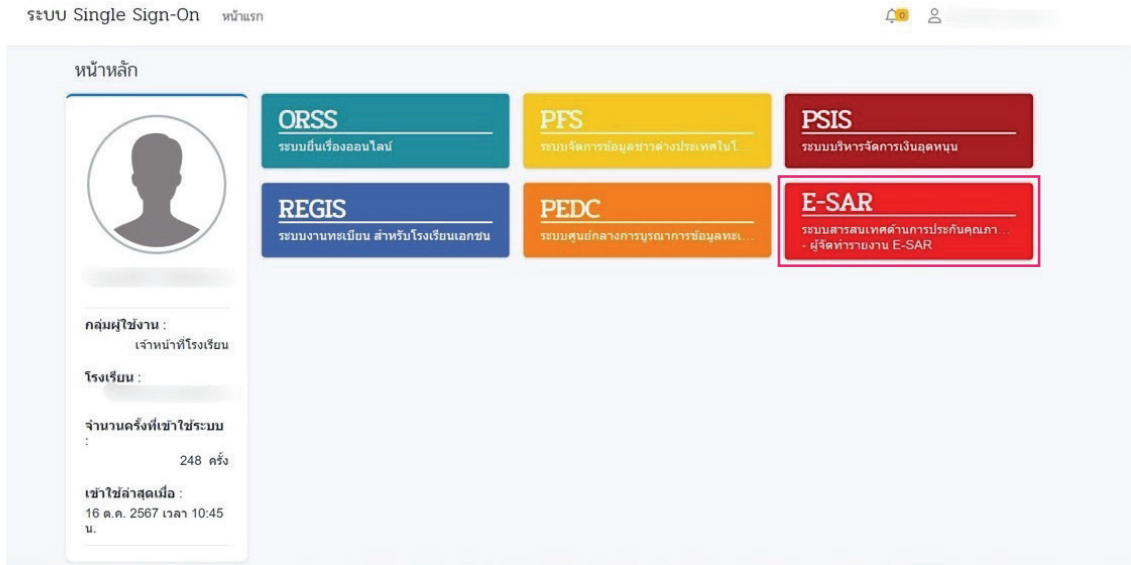 ระบบ Single Sign-On หน้าแรก
0
หน้าหลัก
ORSS
ระบบยื่นเรื่องออนไลน์
PFS
ระบบจัดการข้อมูลชาวต่างประเทศในโ...
PSIS
ระบบบริหารจัดการเงินอุดหนุน
REGIS
ระบบงานทะเบียน สำหรับโรงเรียนเอกชน
PEDC
ระบบศูนย์กลางการบูรณาการข้อมูลทะเ...
E-SAR
ระบบสารสนเทศด้านการประกันคุณภา...
- ผู้จัดทำรายงาน E-SAR
กลุ่มผู้ใช้งาน :
เจ้าหน้าที่โรงเรียน
โรงเรียน :
จำนวนครั้งที่เข้าใช้ระบบ
:
248 ครั้ง
เข้าใช้ล่าสุดเมื่อ :
16 ต.ค. 2567 เวลา 10:45
น.